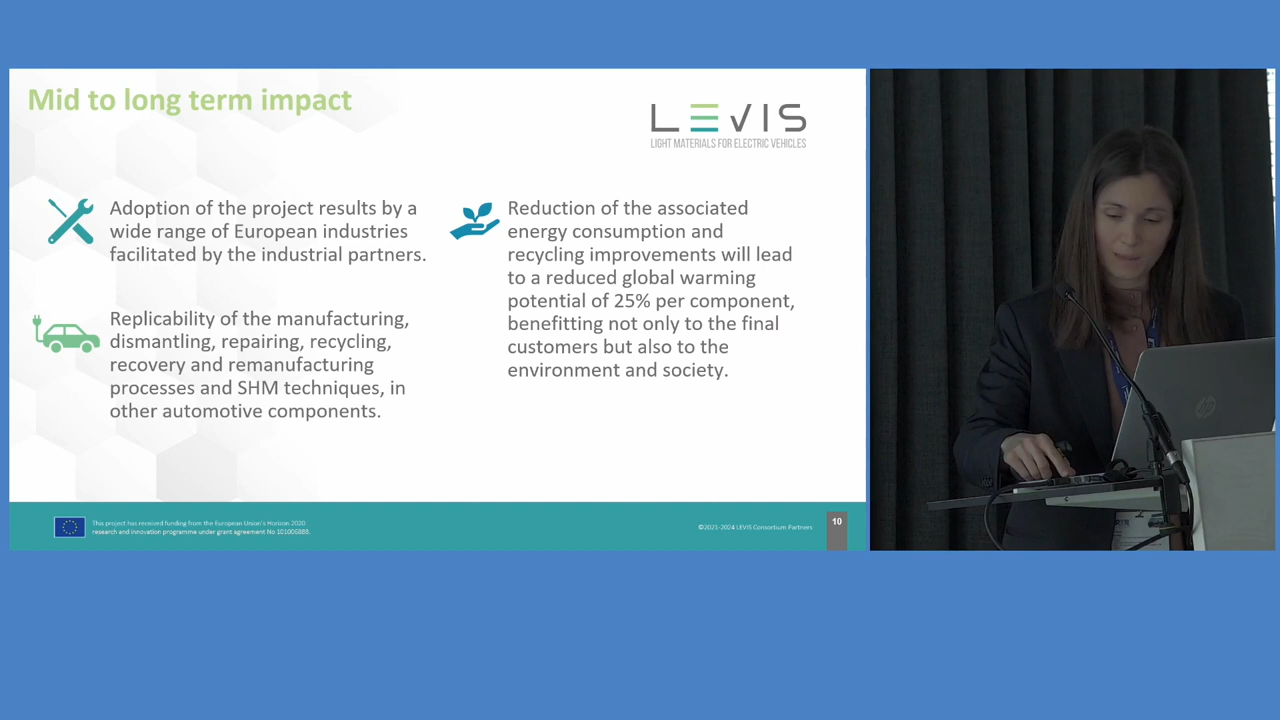 Mid to long term impact
LEVIS
LIGHT MATERIALS FOR ELECTRIC VEHICLES
Adoption of the project results by a
wide range of European industries
facilitated by the industrial partners.
Replicability of the manufacturing,
dismantling, repairing, recycling,
recovery and remanufacturing
processes and SHM techniques, in
other automotive components.
Reduction of the associated
energy consumption and
recycling improvements will lead
to a reduced global warming
potential of 25% per component,
benefitting not only to the final
customers but also to the
environment and society.
This project has received funding from the European Union's Horizon 2020
research and innovation programme under grant agreement No 101006888.
©2021-2024 LEVIS Consortium Partners
10
hp